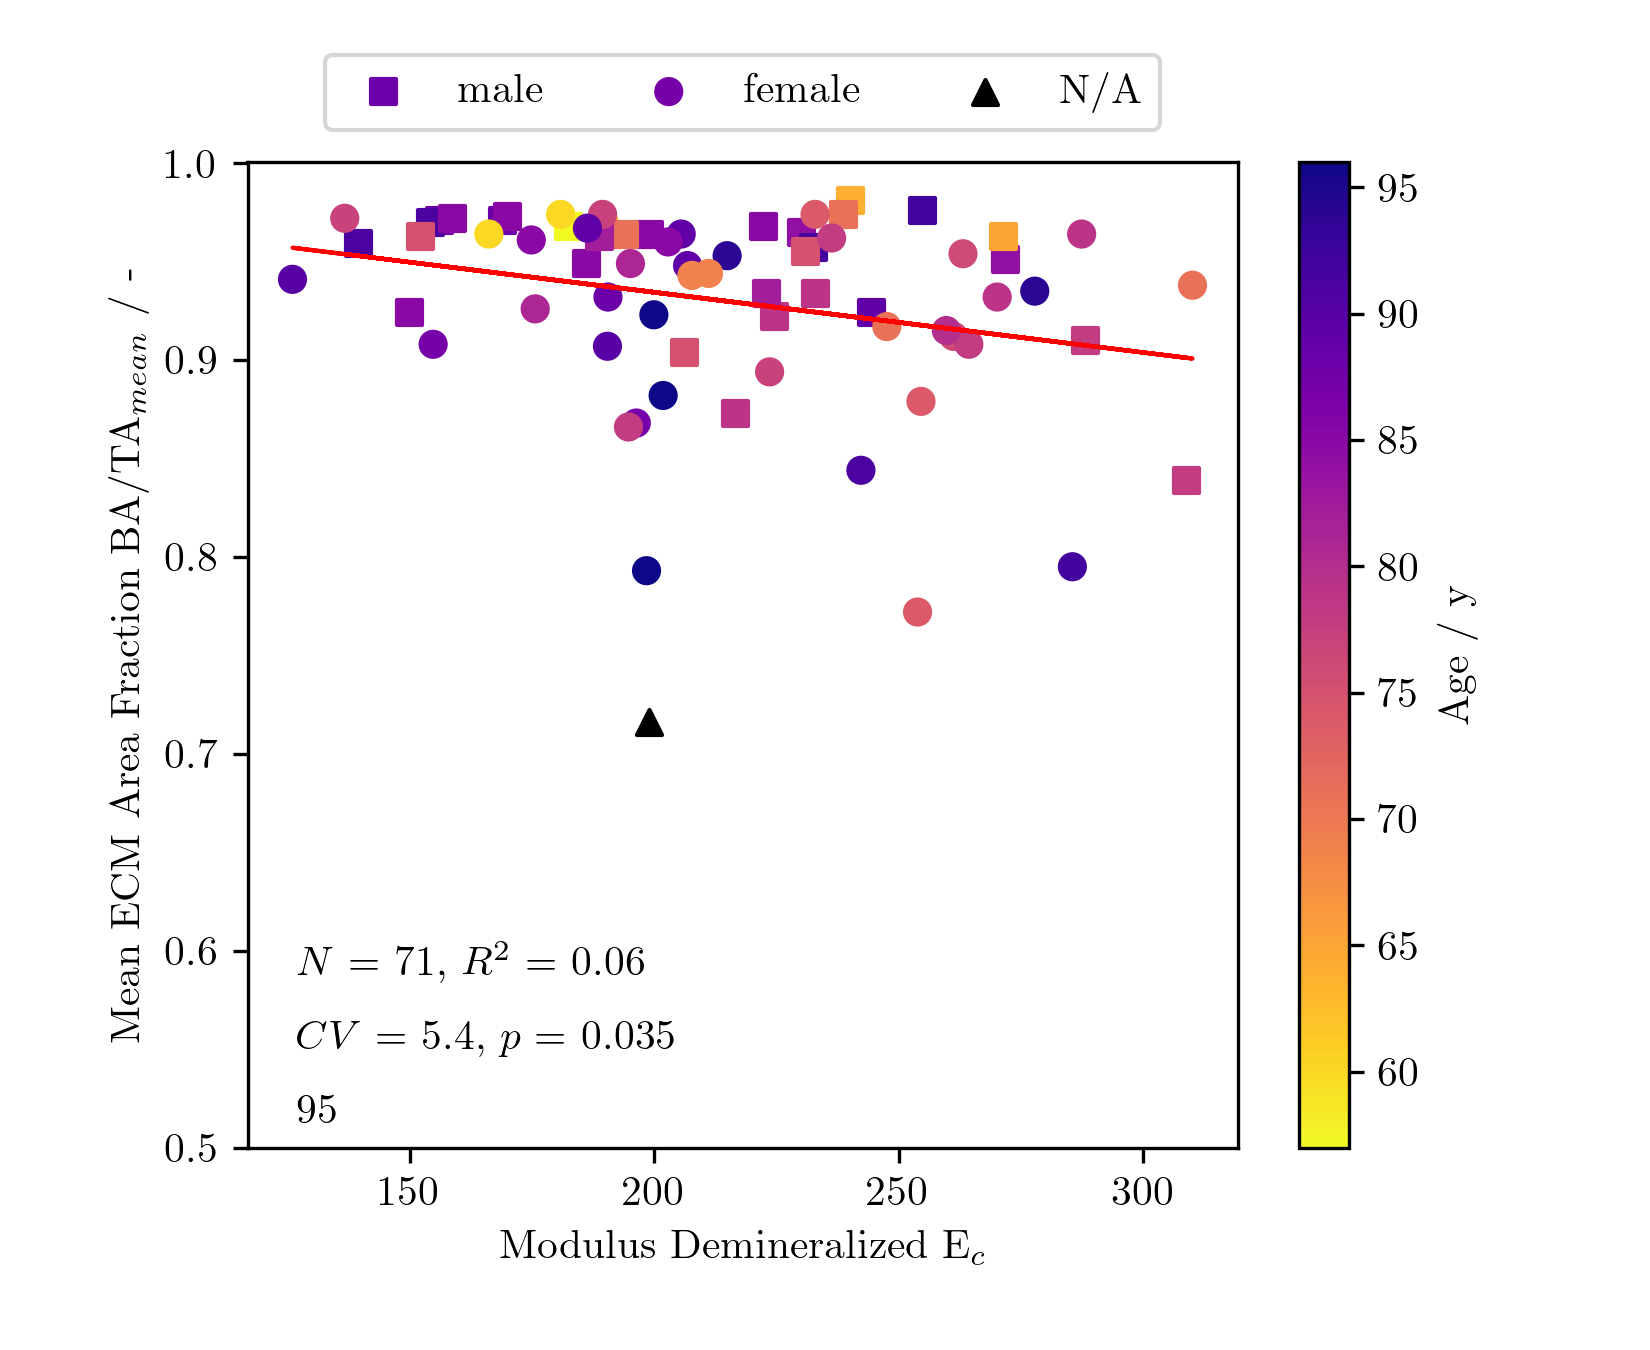 male female N/A
1.0
0.9
0.8
0.7
0.6
0.5
Mean ECM Area Fraction BA/TA_mean / -
N = 71, R² = 0.06
CV = 5.4, p = 0.035
95
150 200 250 300
Modulus Demineralized E_c
95
90
85
80
75
70
65
60
Age / y